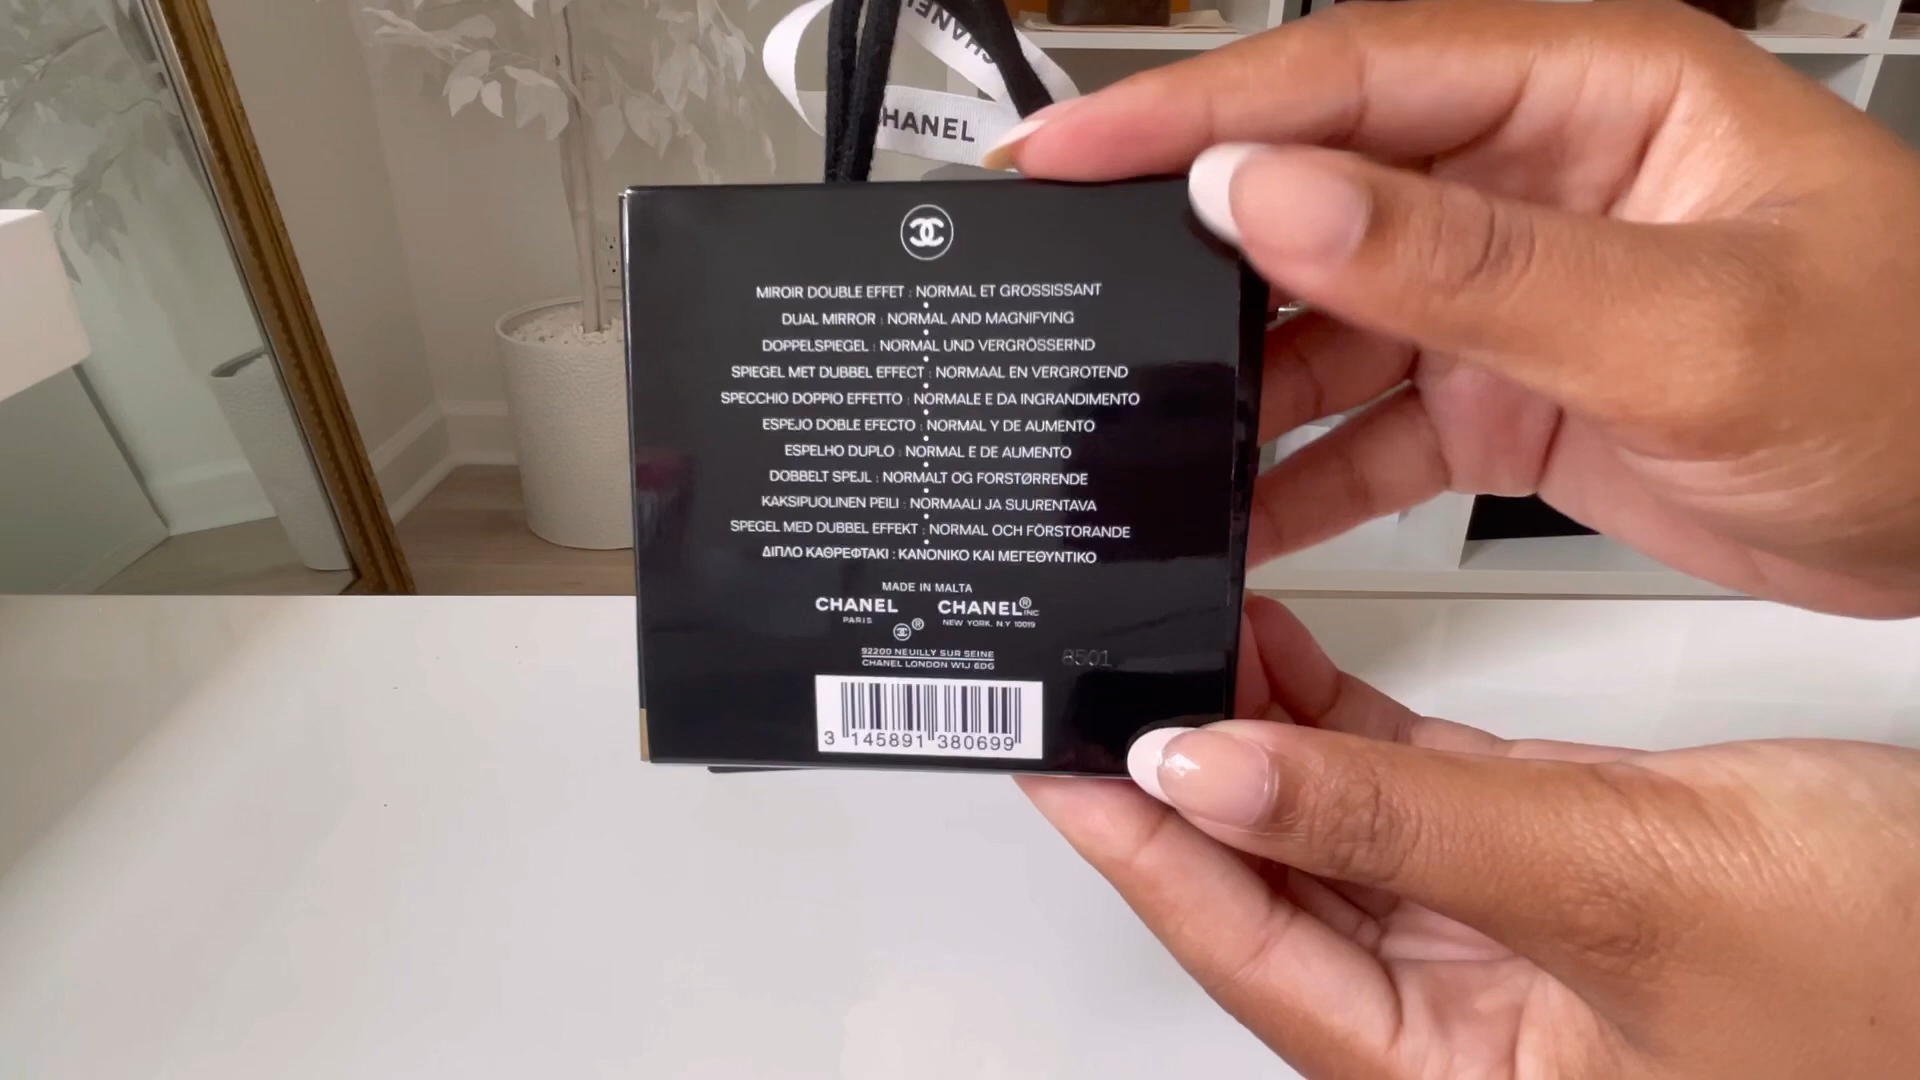 CHANEL
HANEL
MIROIR DOUBLE EFFET : NORMAL ET GROSSISSANT
DUAL MIRROR : NORMAL AND MAGNIFYING
DOPPELSPIEGEL : NORMAL UND VERGRÖSSERND
SPIEGEL MET DUBBEL EFFECT : NORMAAL EN VERGROTEND
SPECCHIO DOPPIO EFFETTO : NORMALE E DA INGRANDIMENTO
ESPEJO DOBLE EFECTO : NORMAL Y DE AUMENTO
ESPELHO DUPLO : NORMAL E DE AUMENTO
DOBBELT SPEJL : NORMALT OG FORSTØRRENDE
KAKSIPUOLINEN PEILI : NORMAALI JA SUURENTAVA
SPEGEL MED DUBBEL EFFEKT : NORMAL OCH FÖRSTORANDE
ΔΙΠΛΟ ΚΑΘΡΕΦΤΑΚΙ : ΚΑΝΟΝΙΚΟ ΚΑΙ ΜΕΓΕΘΥΝΤΙΚΟ
MADE IN MALTA
CHANEL CHANEL® INC
PARIS NEW YORK. N.Y 10019
®
92200 NEUILLY SUR SEINE
CHANEL LONDON W1J 6DG
8501
3 145891 380699